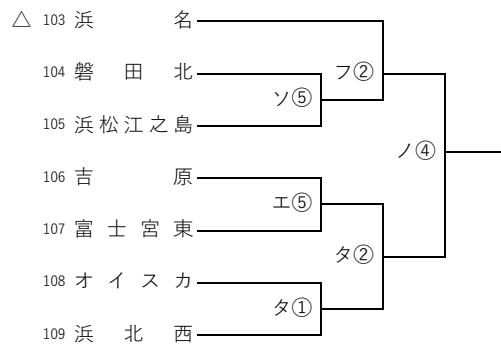 △ 103 浜名
フ②
104 磐田北
ソ⑤
105 浜松江之島
ノ④
106 吉原
エ⑤
107 富士宮東
タ②
108 オイスカ
タ①
109 浜北西